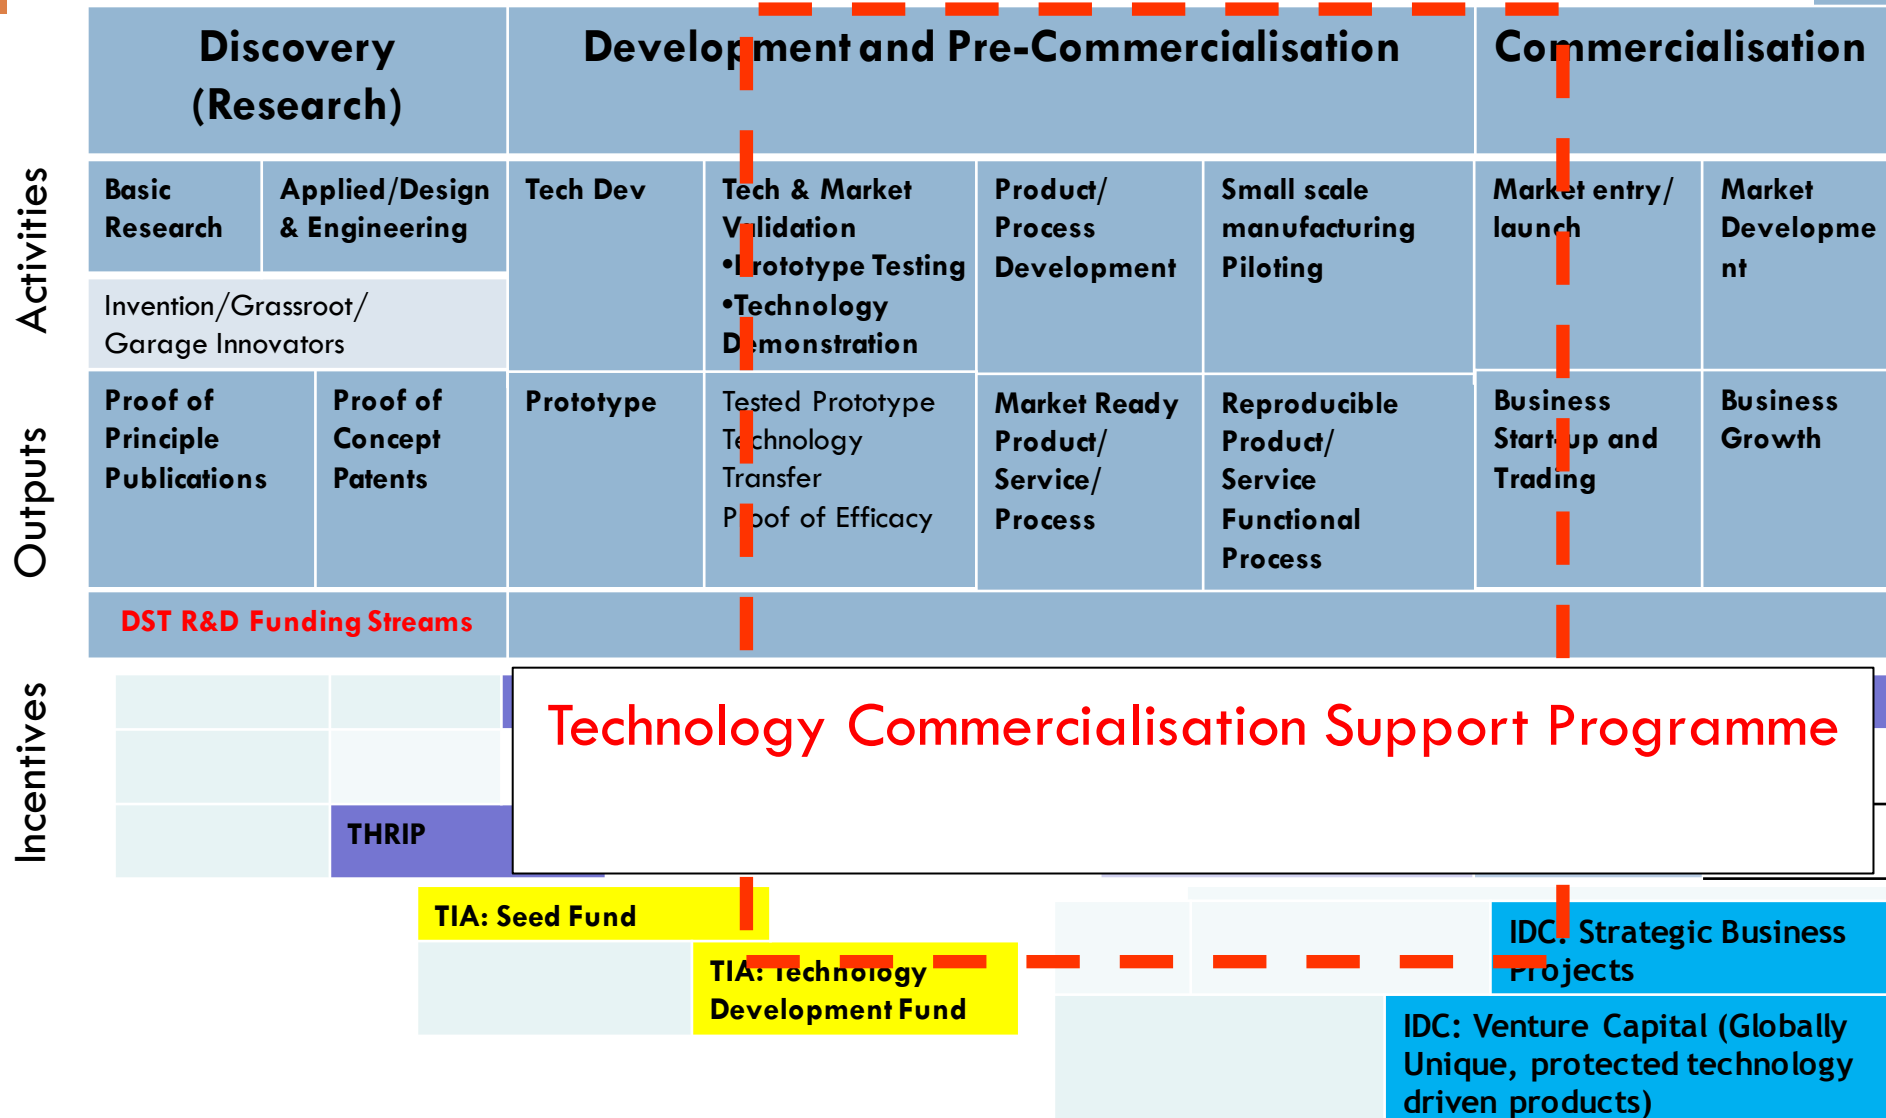 Discovery
(Research)
Development and Pre-Commercialisation
Commercialisation
Activities
Basic
Research
Applied/Design
& Engineering
Invention/Grassroot/
Garage Innovators
Tech Dev
Tech & Market
Validation
•Prototype Testing
•Technology
Demonstration
Product/
Process
Development
Small scale
manufacturing
Piloting
Market entry/
launch
Market
Developme
nt
Outputs
Proof of
Principle
Publications
Proof of
Concept
Patents
Prototype
Tested Prototype
Technology
Transfer
Proof of Efficacy
Market Ready
Product/
Service/
Process
Reproducible
Product/
Service
Functional
Process
Business
Start-up and
Trading
Business
Growth
DST R&D Funding Streams
Incentives
Technology Commercialisation Support Programme
THRIP
TIA: Seed Fund
TIA: Technology
Development Fund
IDC: Strategic Business
Projects
IDC: Venture Capital (Globally
Unique, protected technology
driven products)